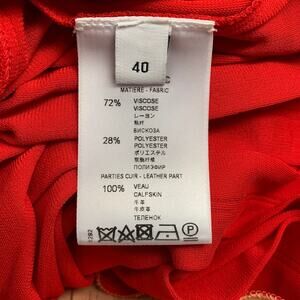 40
MATIERE - FABRIC
72% VISCOSE
VISCOSE
レーヨン
粘纤
ВИСКОЗА
28% POLYESTER
POLYESTER
ポリエステル
聚酯纤维
ПОЛИЭФИР
PARTIES CUIR - LEATHER PART
100% VEAU
CALFSKIN
牛革
牛皮革
ТЕЛЕНОК
P